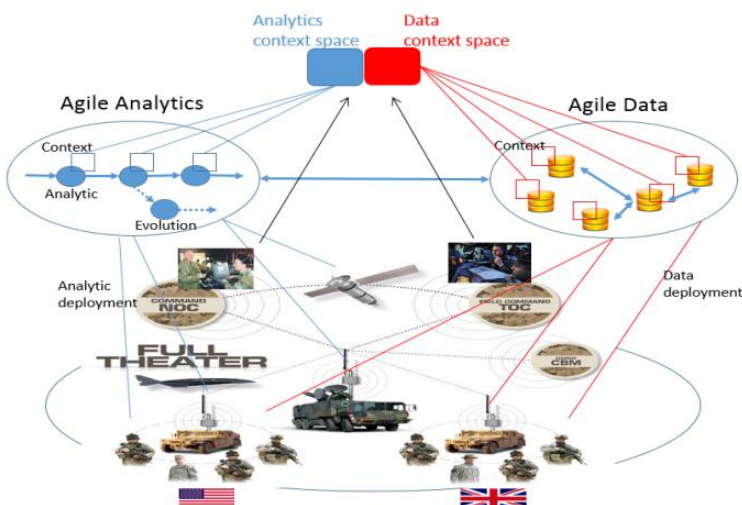 Analytics
context space
Data
context space
Agile Analytics
Agile Data
Context
Context
Analytic
Evolution
Analytic
deployment
Data
deployment
COMMAND
NOC
FIELD COMMAND
TOC
FULL
THEATER
DEPOT
CBM